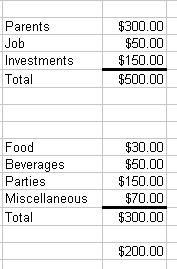 Parents $300.00
Job $50.00
Investments $150.00
Total $500.00
Food $30.00
Beverages $50.00
Parties $150.00
Miscellaneous $70.00
Total $300.00
$200.00